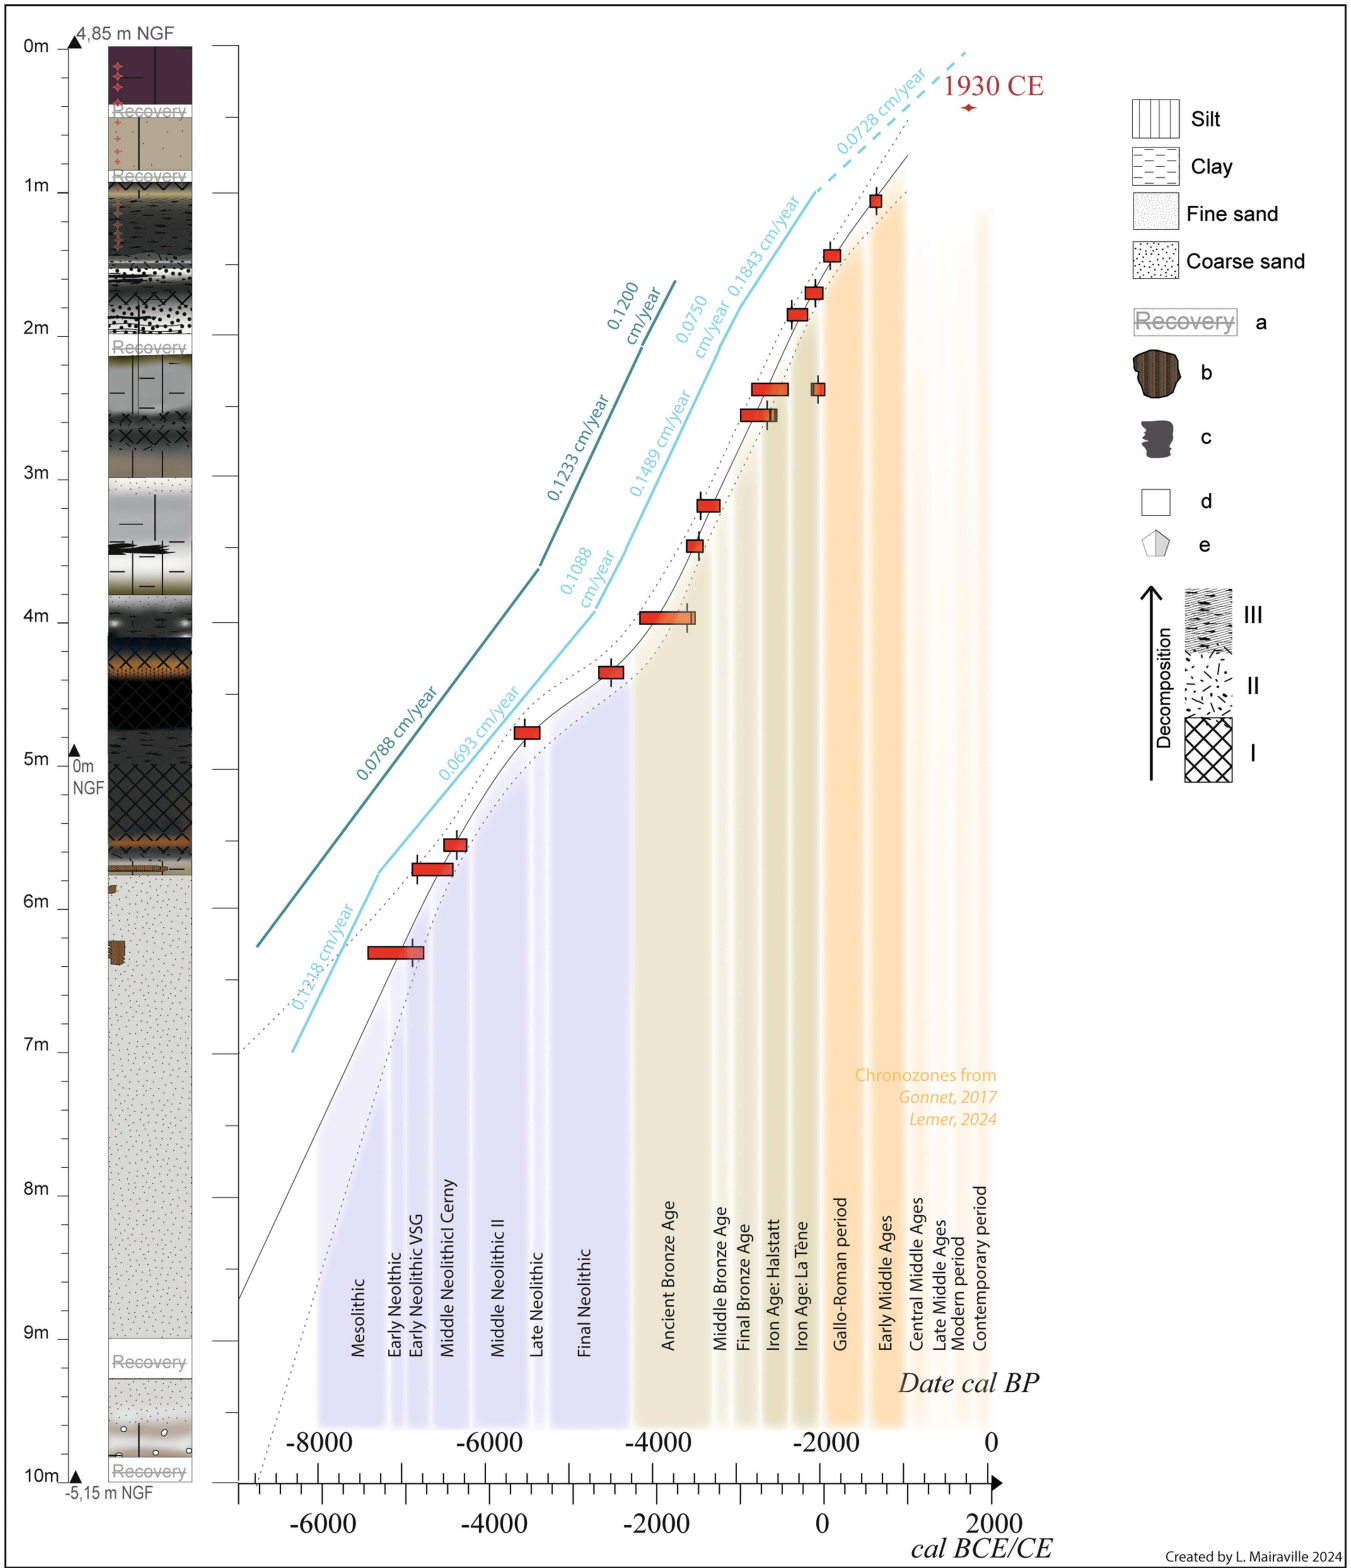 4,85 m NGF
0m
Recovery
Recovery
1m
2m
Recovery
3m
4m
5m
0m
NGF
6m
7m
8m
9m
Recovery
Recovery
10m
-5,15 m NGF
0.1200
cm/year
0.1233 cm/year
0.0788 cm/year
0.0728 cm/year
0.1843 cm/year
0.0750
cm/year
0.1489 cm/year
0.1088
cm/year
0.0693 cm/year
0.1218 cm/year
1930 CE
Silt
Clay
Fine sand
Coarse sand
Recovery a
b
c
d
e
Decomposition
III
II
I
Chronozones from
Gonnet, 2017
Lemer, 2024
Mesolithic
Early Neolthic
Early Neolithic VSG
Middle Neolithicl Cerny
Middle Neolithic II
Late Neolithic
Final Neolithic
Ancient Bronze Age
Middle Bronze Age
Final Bronze Age
Iron Age: Halstatt
Iron Age: La Tène
Gallo-Roman period
Early Middle Ages
Central Middle Ages
Late Middle Ages
Modern period
Contemporary period
Date cal BP
-8000 -6000 -4000 -2000 0
-6000 -4000 -2000 0 2000
cal BCE/CE
Created by L. Mairaville 2024